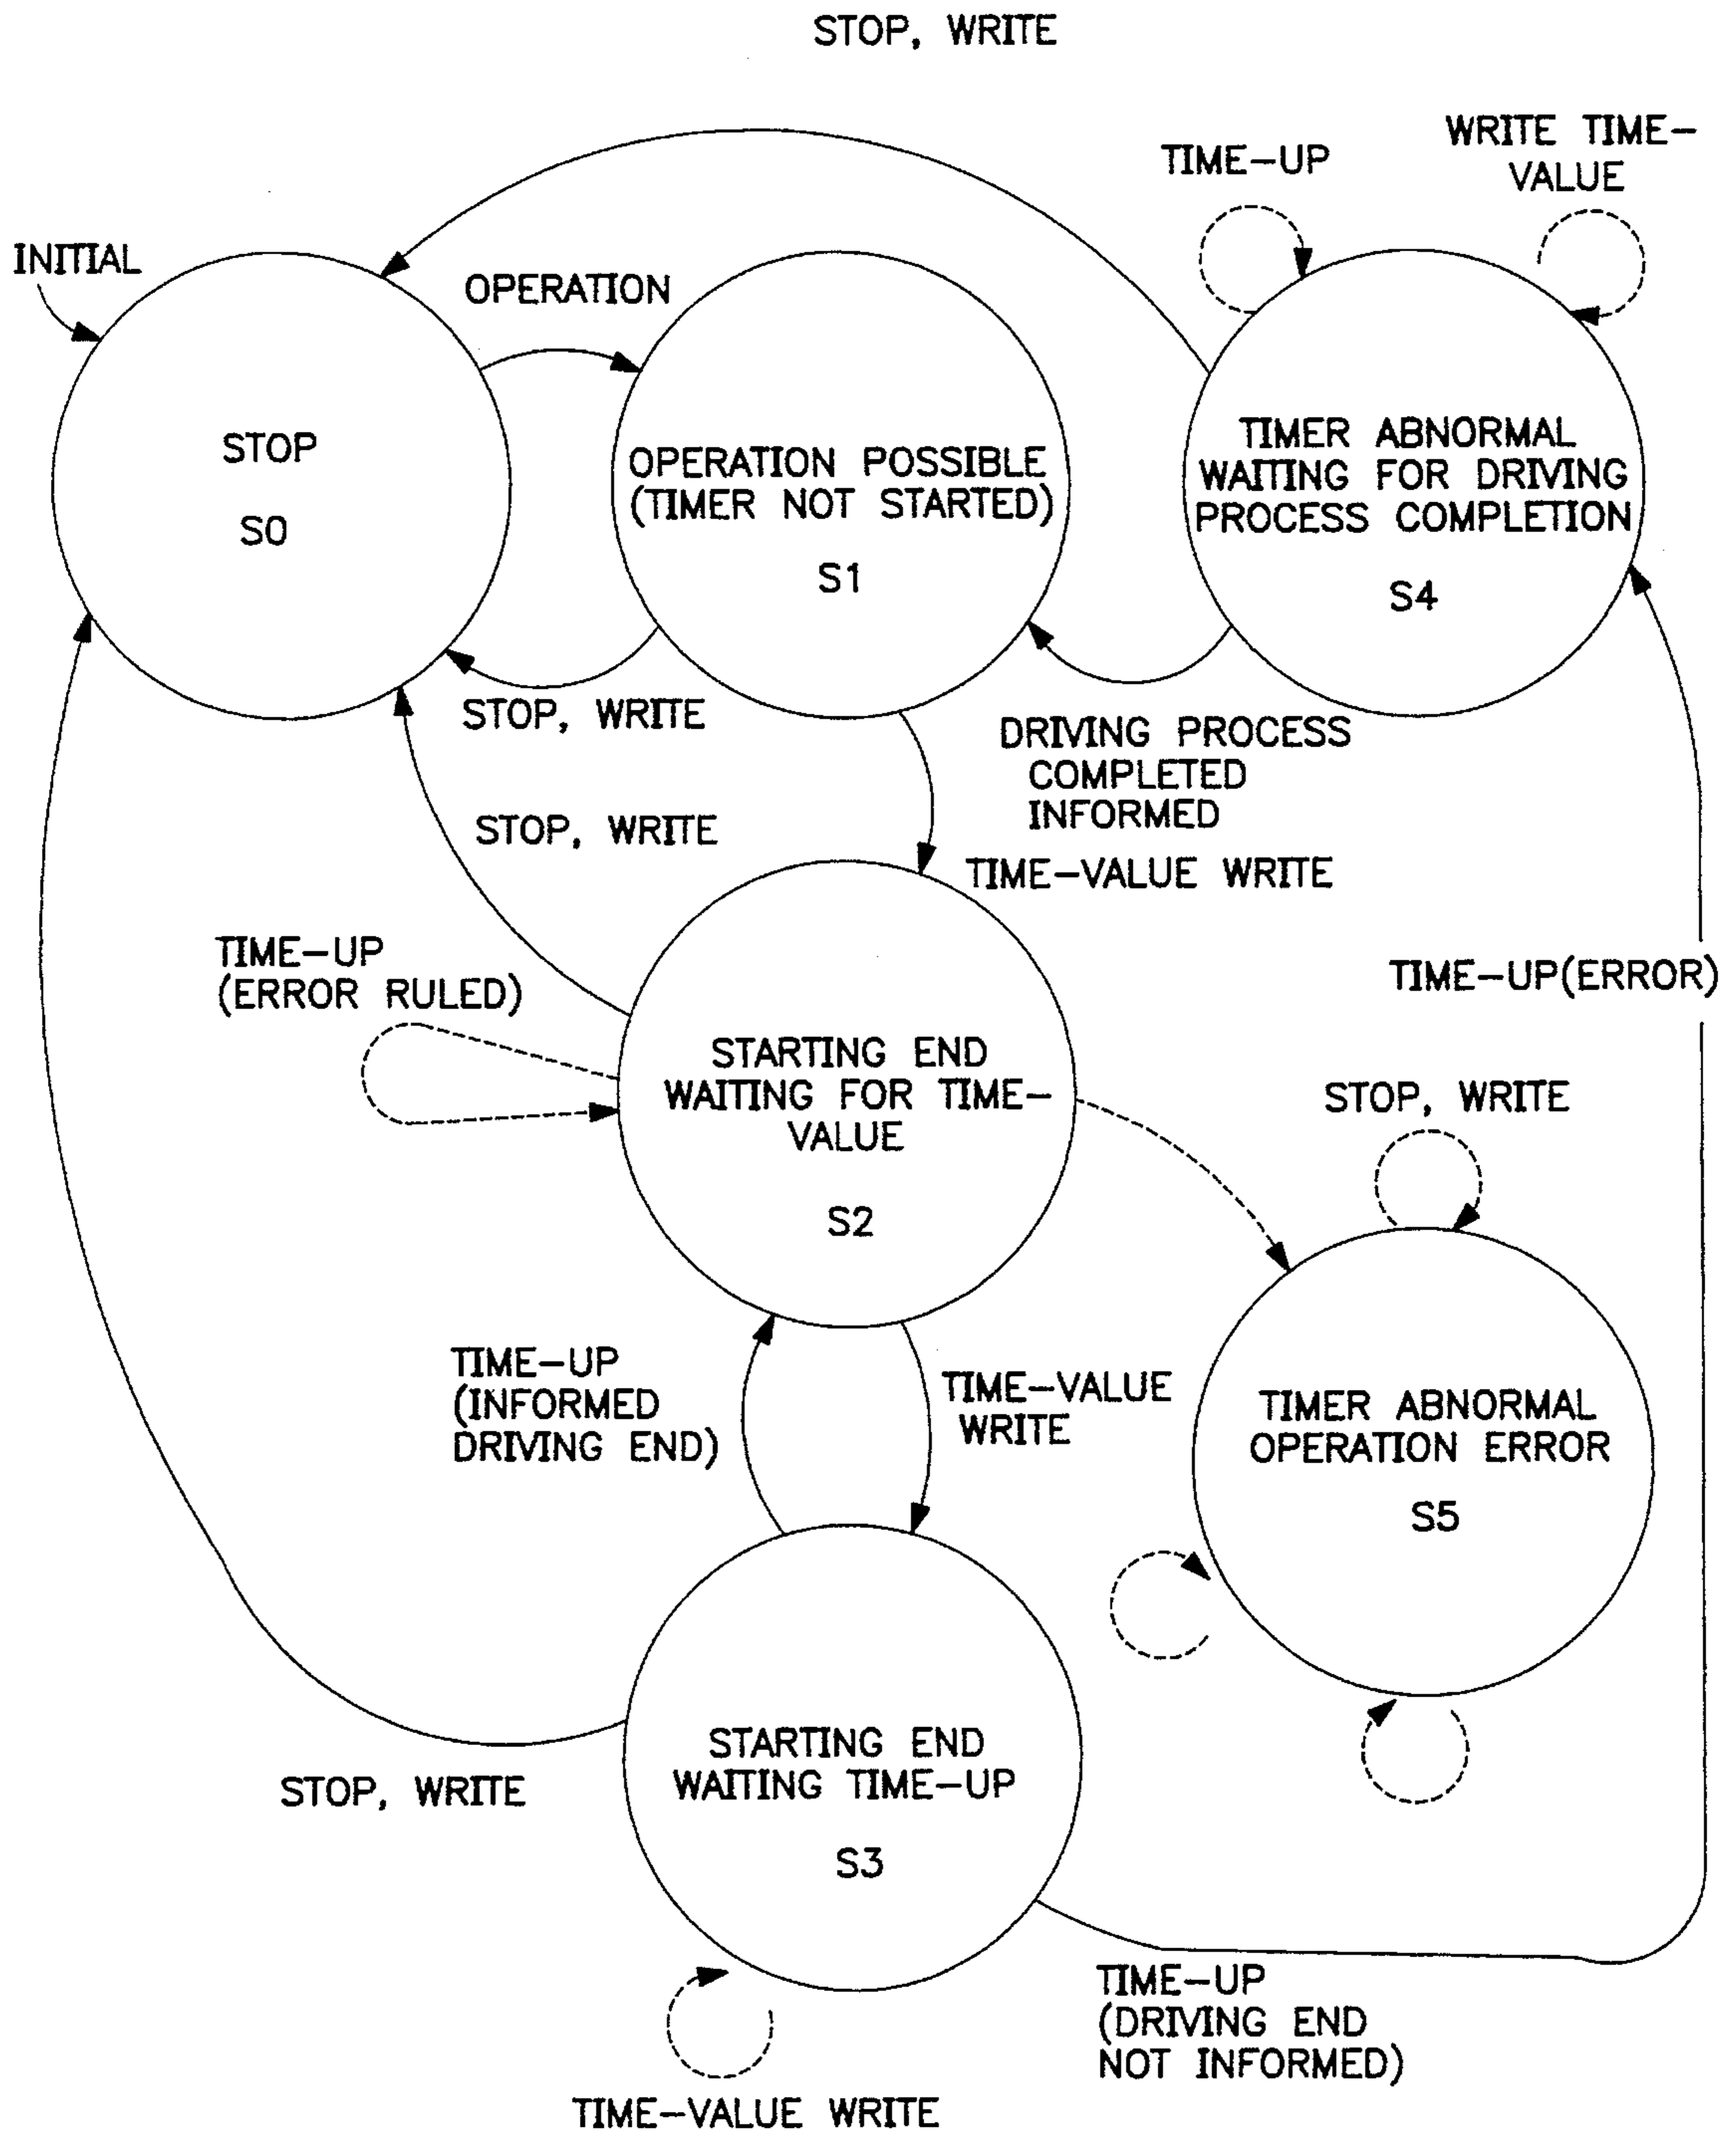 STOP, WRITE
WRITE TIME-
VALUE
TIME-UP
INITIAL
OPERATION
STOP
S0
OPERATION POSSIBLE
(TIMER NOT STARTED)
S1
TIMER ABNORMAL
WAITING FOR DRIVING
PROCESS COMPLETION
S4
STOP, WRITE
DRIVING PROCESS
COMPLETED
INFORMED
STOP, WRITE
TIME-VALUE WRITE
TIME-UP
(ERROR RULED)
TIME-UP(ERROR)
STARTING END
WAITING FOR TIME-
VALUE
S2
STOP, WRITE
TIME-UP
(INFORMED
DRIVING END)
TIME-VALUE
WRITE
TIMER ABNORMAL
OPERATION ERROR
S5
STARTING END
WAITING TIME-UP
S3
STOP, WRITE
TIME-UP
(DRIVING END
NOT INFORMED)
TIME-VALUE WRITE